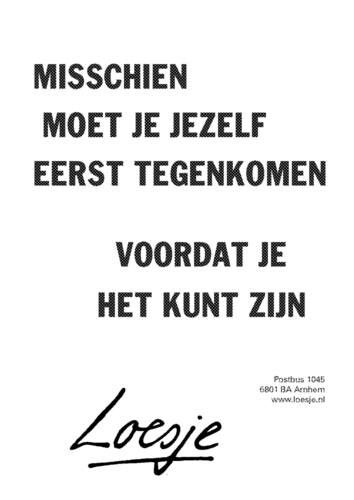 MISSCHIEN
MOET JE JEZELF
EERST TEGENKOMEN
VOORDAT JE
HET KUNT ZIJN
Postbus 1045
6801 BA Arnhem
www.loesje.nl
Loesje